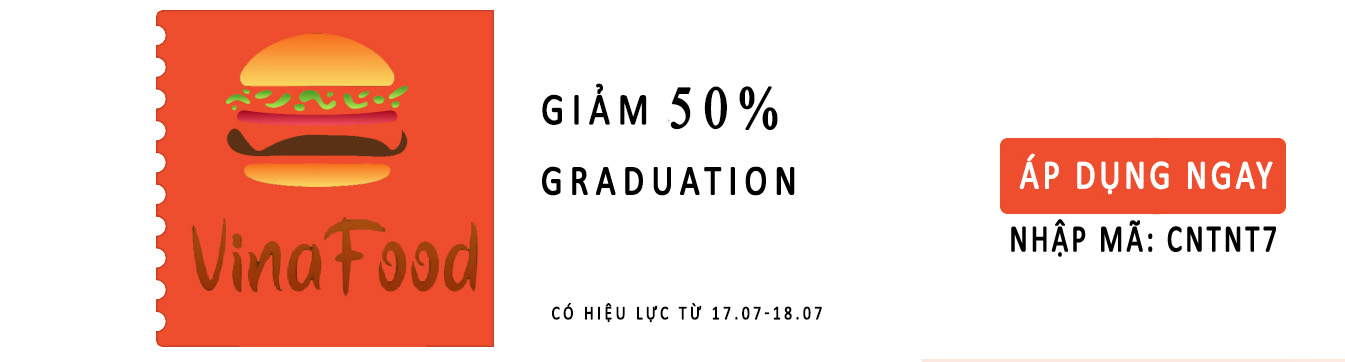 VinaFood
GIẢM 50%
GRADUATION
CÓ HIỆU LỰC TỪ 17.07-18.07
ÁP DỤNG NGAY
NHẬP MÃ: CNTNT7